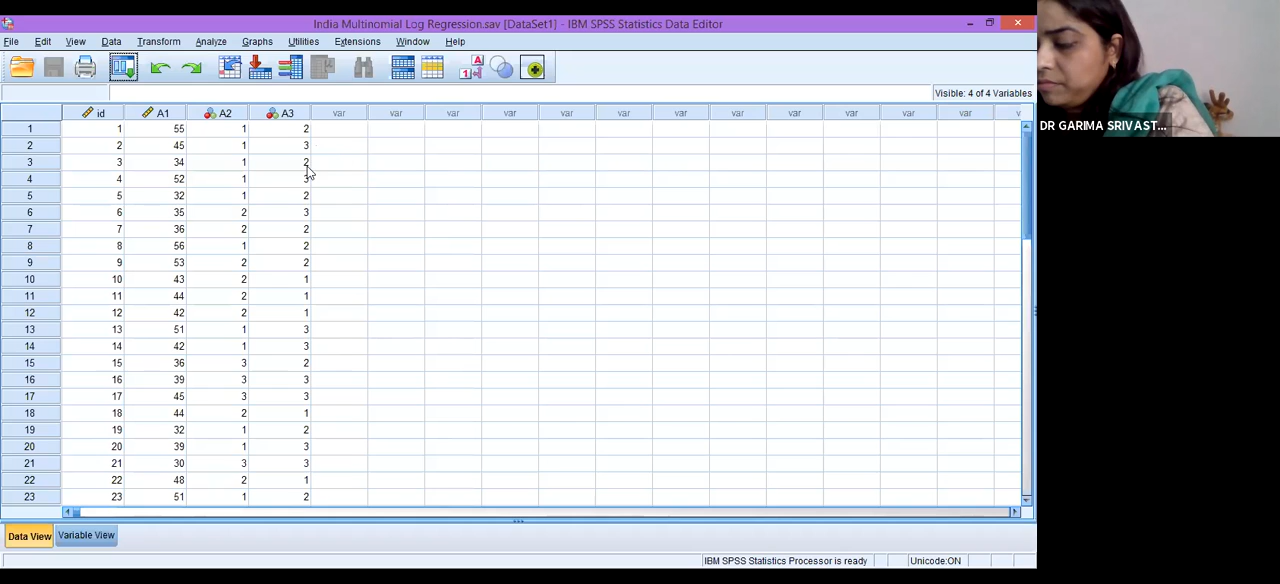 India Multinomial Log Regression.sav [DataSet1] - IBM SPSS Statistics Data Editor
File Edit View Data Transform Analyze Graphs Utilities Extensions Window Help
Visible: 4 of 4 Variables
id A1 A2 A3 var var var var var var var var var var var var v
1 1 55 1 2
2 2 45 1 3
3 3 34 1 2
4 4 52 1 3
5 5 32 1 2
6 6 35 2 3
7 7 36 2 2
8 8 56 1 2
9 9 53 2 2
10 10 43 2 1
11 11 44 2 1
12 12 42 2 1
13 13 51 1 3
14 14 42 1 3
15 15 36 3 2
16 16 39 3 3
17 17 45 3 3
18 18 44 2 1
19 19 32 1 2
20 20 39 1 3
21 21 30 3 3
22 22 48 2 1
23 23 51 1 2
Data View Variable View
IBM SPSS Statistics Processor is ready Unicode:ON
DR GARIMA SRIVAST...